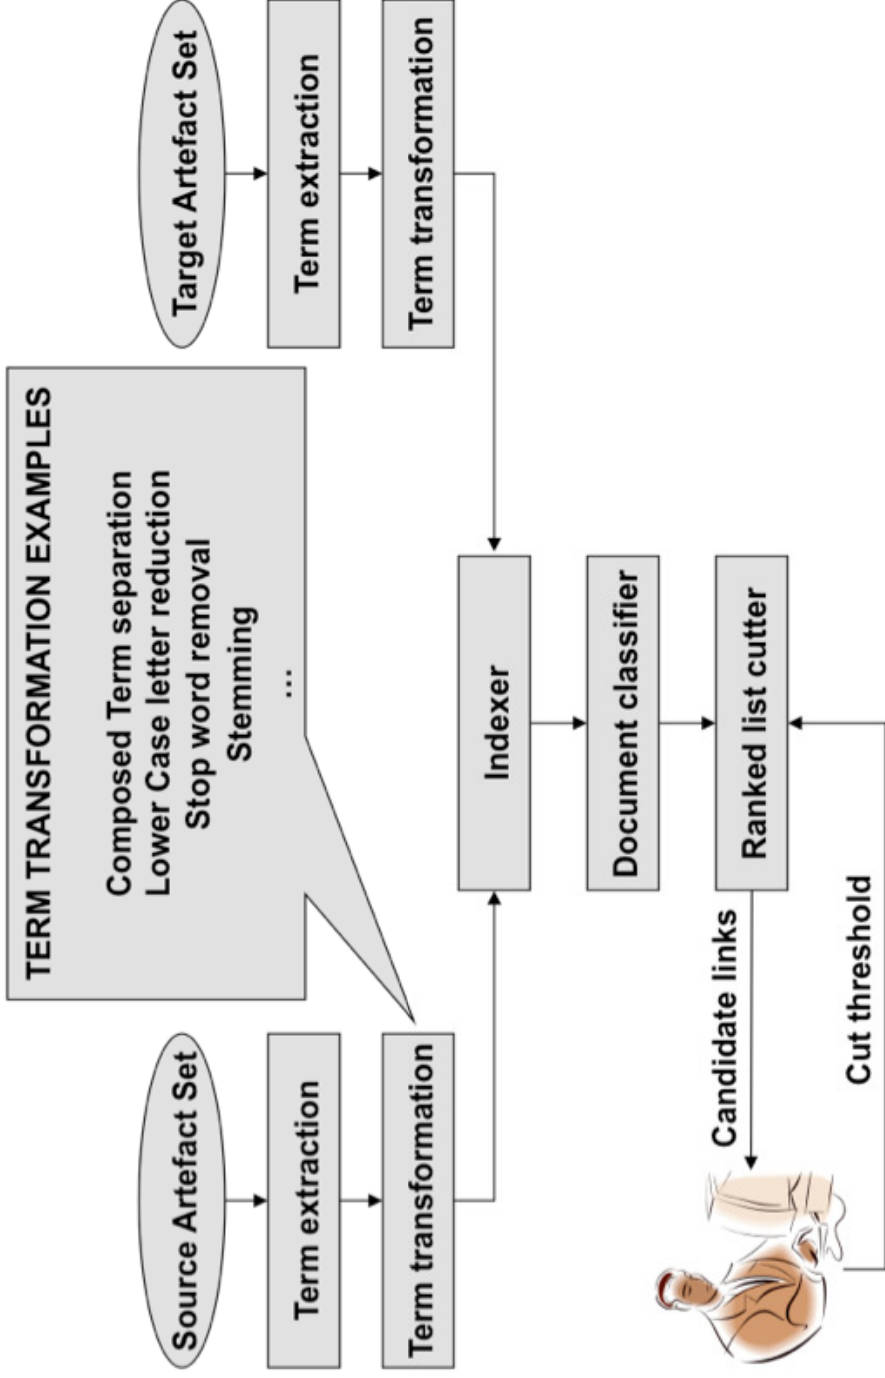 TERM TRANSFORMATION EXAMPLES
Composed Term separation
Lower Case letter reduction
Stop word removal
Stemming
...
Source Artefact Set
Target Artefact Set
Term extraction
Term extraction
Term transformation
Term transformation
Indexer
Document classifier
Candidate links
Ranked list cutter
Cut threshold